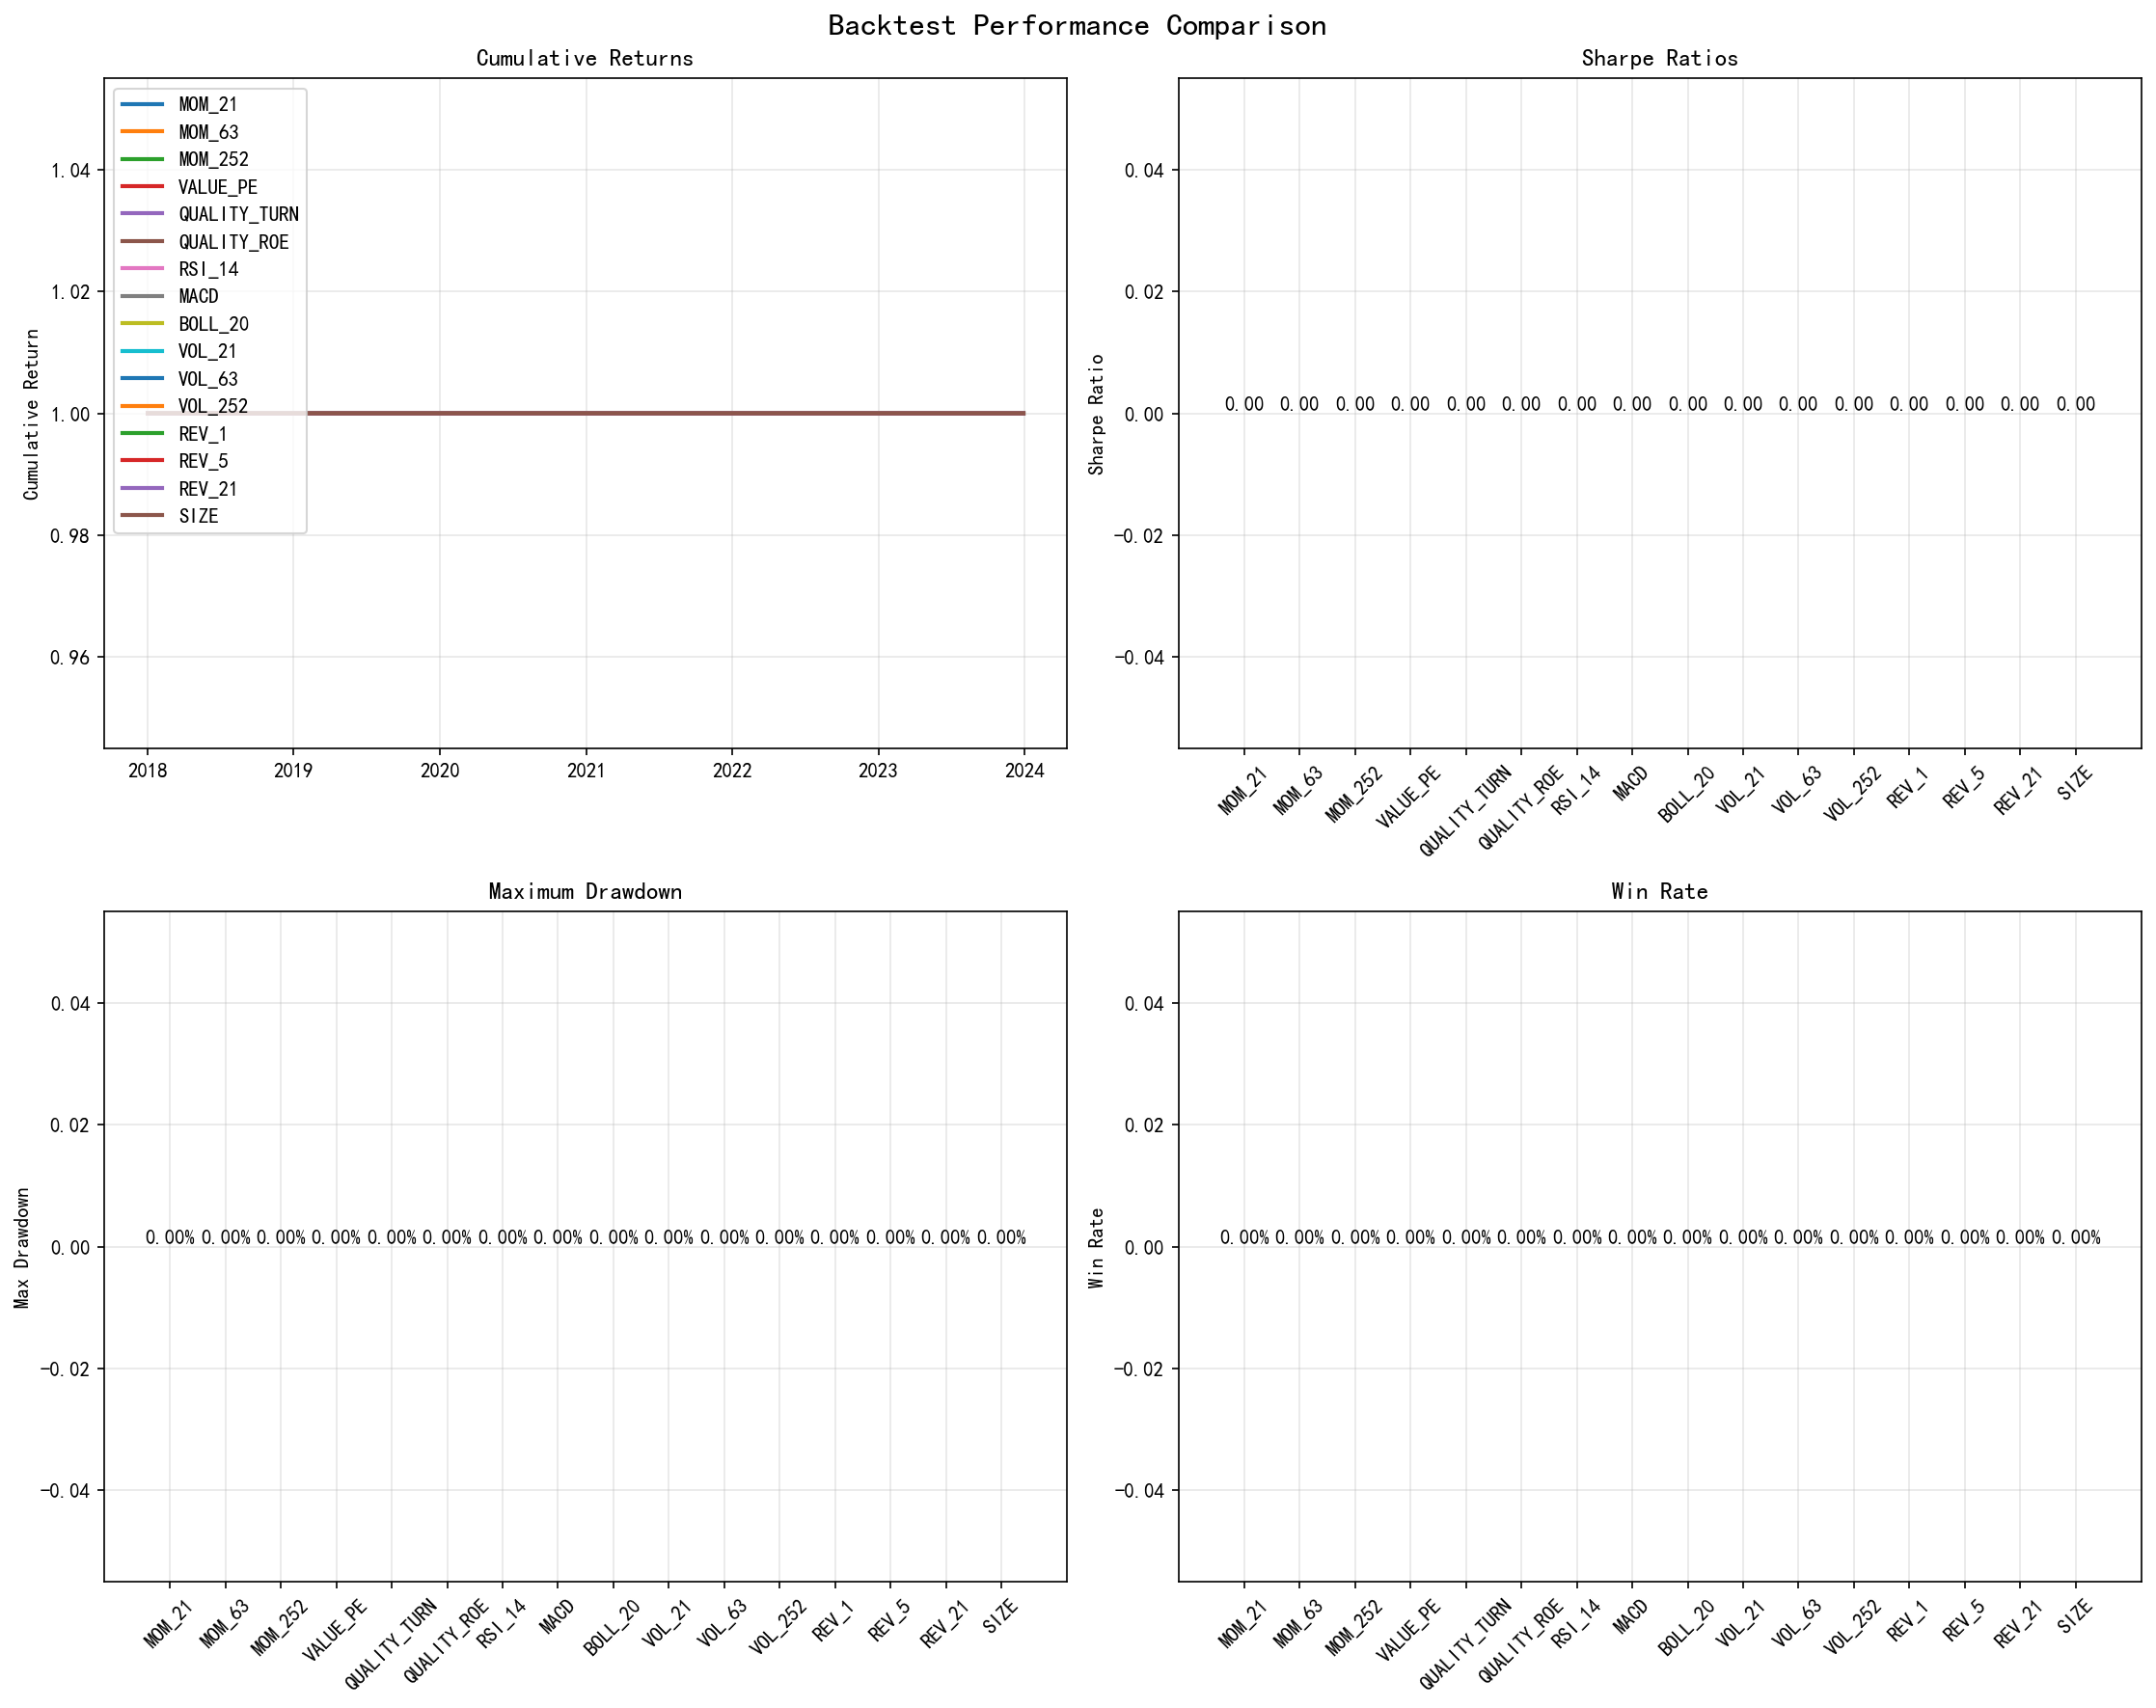 Backtest Performance Comparison
Cumulative Returns
Cumulative Return
1.04
1.02
1.00
0.98
0.96
MOM_21
MOM_63
MOM_252
VALUE_PE
QUALITY_TURN
QUALITY_ROE
RSI_14
MACD
BOLL_20
VOL_21
VOL_63
VOL_252
REV_1
REV_5
REV_21
SIZE
2018 2019 2020 2021 2022 2023 2024
Sharpe Ratios
Sharpe Ratio
0.04
0.02
0.00
-0.02
-0.04
0.00 0.00 0.00 0.00 0.00 0.00 0.00 0.00 0.00 0.00 0.00 0.00 0.00 0.00 0.00 0.00
MOM_21 MOM_63 MOM_252 VALUE_PE QUALITY_TURN QUALITY_ROE RSI_14 MACD BOLL_20 VOL_21 VOL_63 VOL_252 REV_1 REV_5 REV_21 SIZE
Maximum Drawdown
Max Drawdown
0.04
0.02
0.00
-0.02
-0.04
0.00% 0.00% 0.00% 0.00% 0.00% 0.00% 0.00% 0.00% 0.00% 0.00% 0.00% 0.00% 0.00% 0.00% 0.00% 0.00%
MOM_21 MOM_63 MOM_252 VALUE_PE QUALITY_TURN QUALITY_ROE RSI_14 MACD BOLL_20 VOL_21 VOL_63 VOL_252 REV_1 REV_5 REV_21 SIZE
Win Rate
Win Rate
0.04
0.02
0.00
-0.02
-0.04
0.00% 0.00% 0.00% 0.00% 0.00% 0.00% 0.00% 0.00% 0.00% 0.00% 0.00% 0.00% 0.00% 0.00% 0.00% 0.00%
MOM_21 MOM_63 MOM_252 VALUE_PE QUALITY_TURN QUALITY_ROE RSI_14 MACD BOLL_20 VOL_21 VOL_63 VOL_252 REV_1 REV_5 REV_21 SIZE